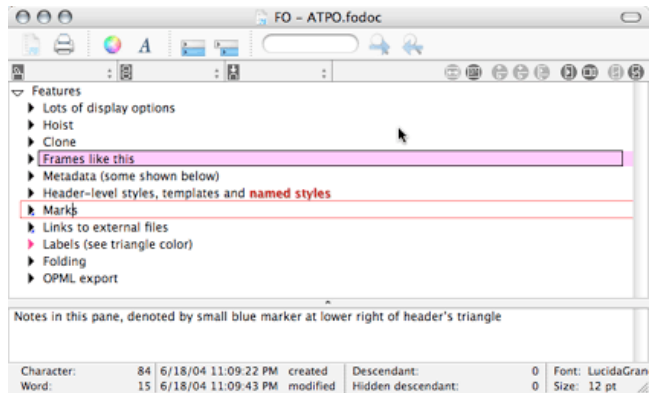 FO - ATPO.fodoc
A
Features
Lots of display options
Hoist
Clone
Frames like this
Metadata (some shown below)
Header-level styles, templates and named styles
Marks
Links to external files
Labels (see triangle color)
Folding
OPML export
Notes in this pane, denoted by small blue marker at lower right of header's triangle
Character: 84 6/18/04 11:09:22 PM created Descendant: 0 Font: LucidaGran
Word: 15 6/18/04 11:09:43 PM modified Hidden descendant: 0 Size: 12 pt